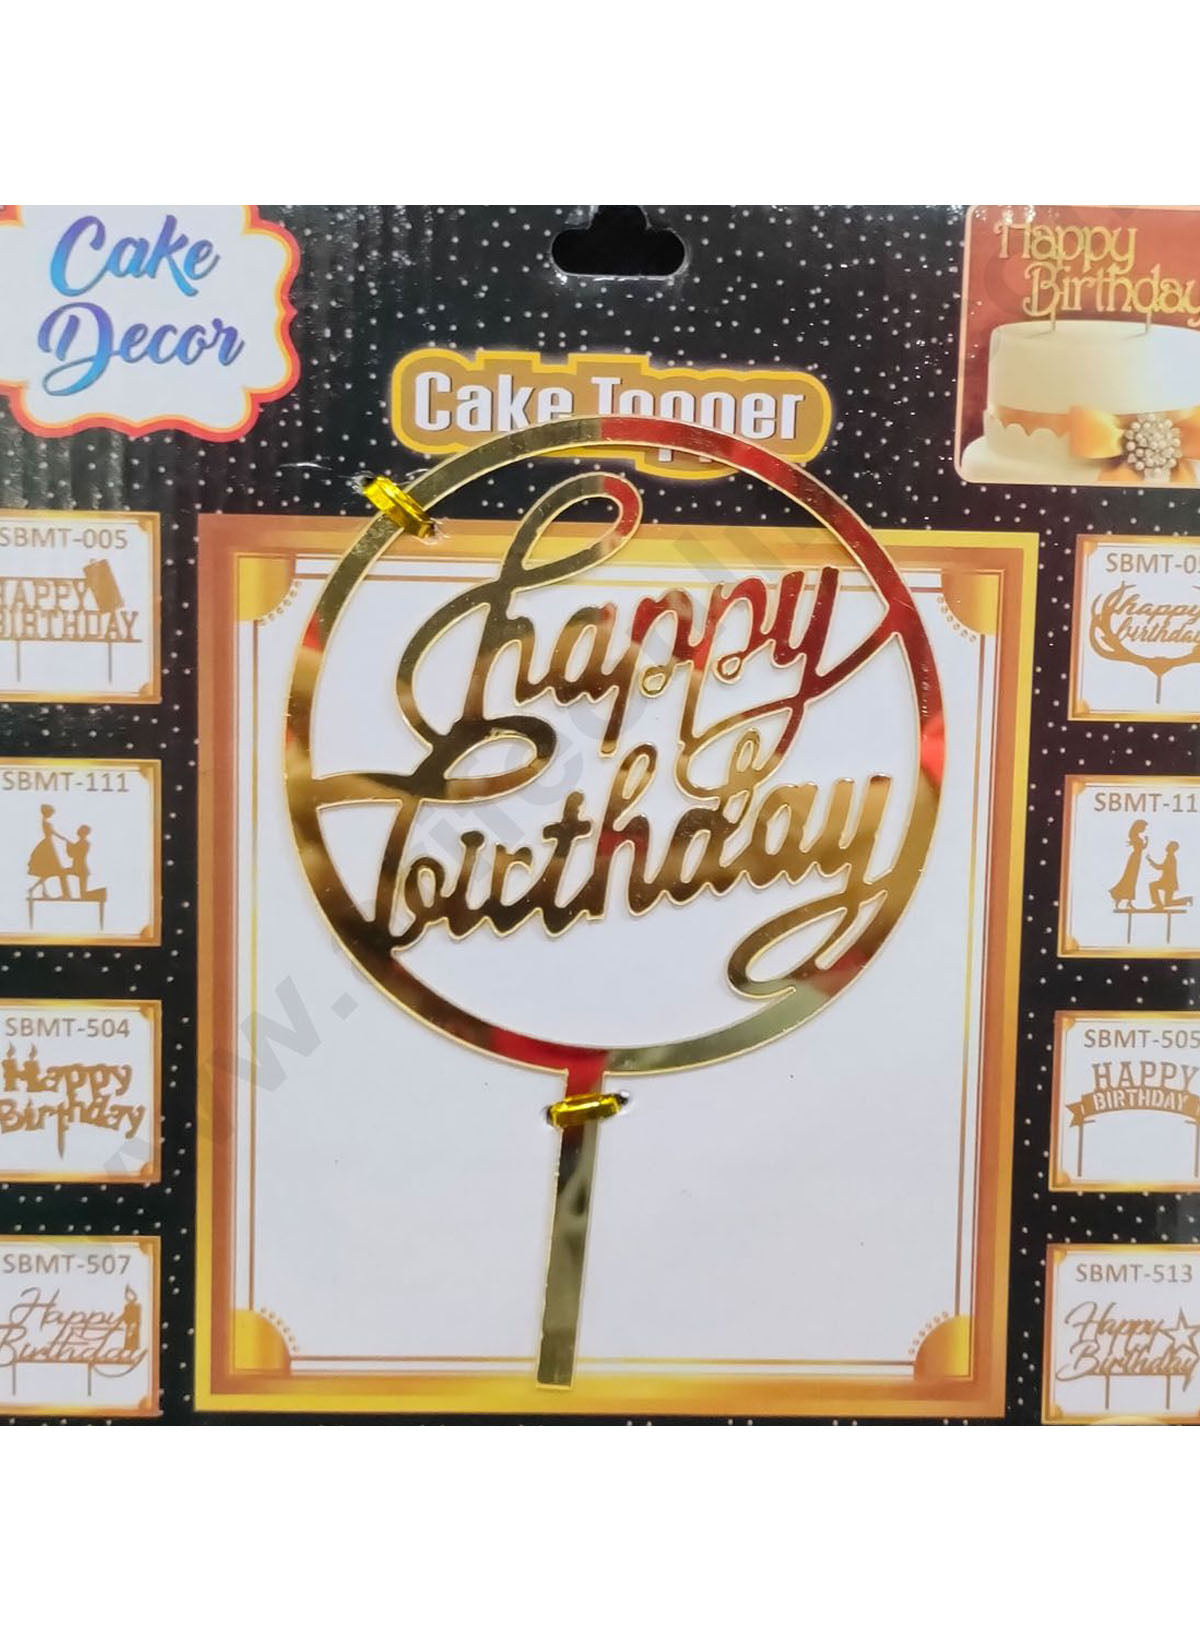 Cake
Decor
Happy
Birthday
Cake Topper
happy
birthday
SBMT-005
HAPPY
BIRTHDAY
happy
birthday
SBMT-111
SBMT-504
Happy
Birthday
SBMT-505
HAPPY
BIRTHDAY
SBMT-507
Happy
Birthday
SBMT-513
Happy
Birthday